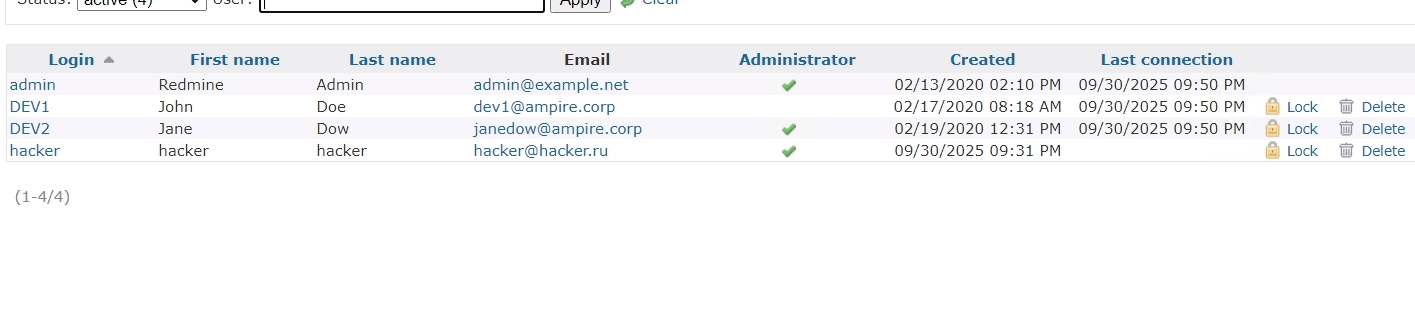 Status: active (4) User: Apply Clear
Login First name Last name Email Administrator Created Last connection
admin Redmine Admin admin@example.net 02/13/2020 02:10 PM 09/30/2025 09:50 PM
DEV1 John Doe dev1@ampire.corp 02/17/2020 08:18 AM 09/30/2025 09:50 PM Lock Delete
DEV2 Jane Dow janedow@ampire.corp 02/19/2020 12:31 PM 09/30/2025 09:50 PM Lock Delete
hacker hacker hacker hacker@hacker.ru 09/30/2025 09:31 PM Lock Delete
(1-4/4)